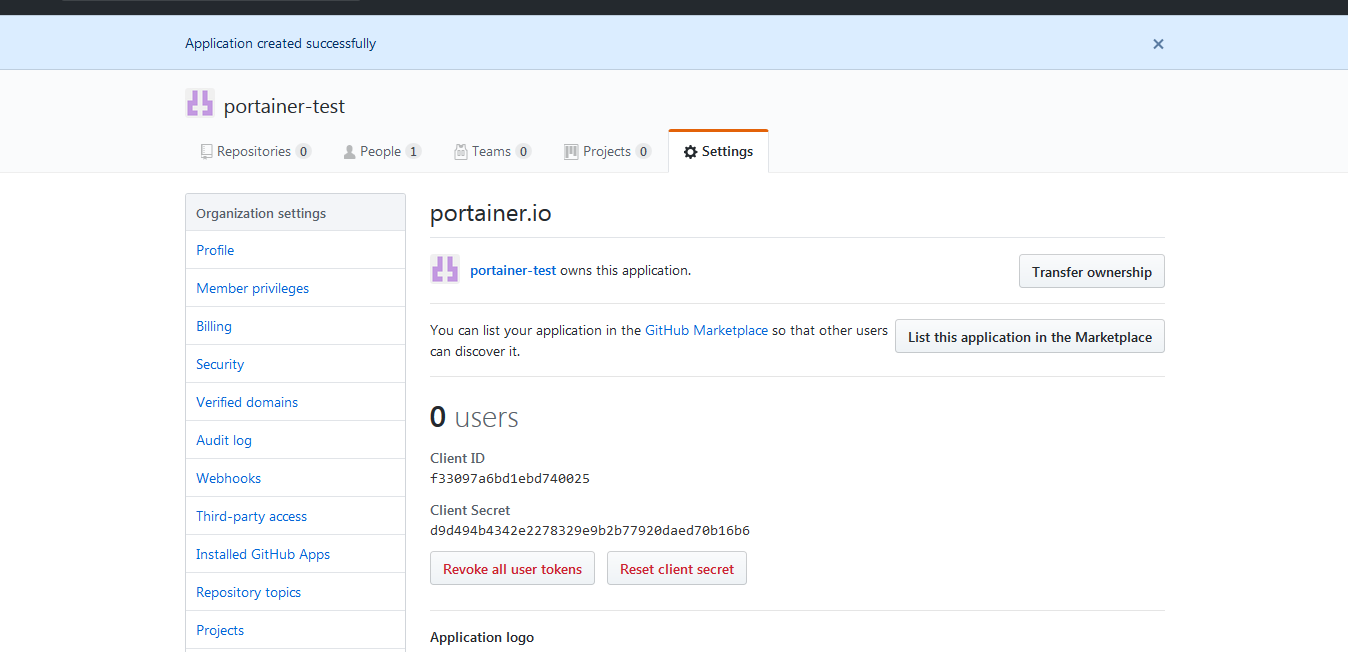 Application created successfully
portainer-test
Repositories 0 People 1 Teams 0 Projects 0 Settings
Organization settings
Profile
Member privileges
Billing
Security
Verified domains
Audit log
Webhooks
Third-party access
Installed GitHub Apps
Repository topics
Projects
portainer.io
portainer-test owns this application.
Transfer ownership
You can list your application in the GitHub Marketplace so that other users
can discover it.
List this application in the Marketplace
0 users
Client ID
f33097a6bd1ebd740025
Client Secret
d9d494b4342e2278329e9b2b77920daed70b16b6
Revoke all user tokens
Reset client secret
Application logo